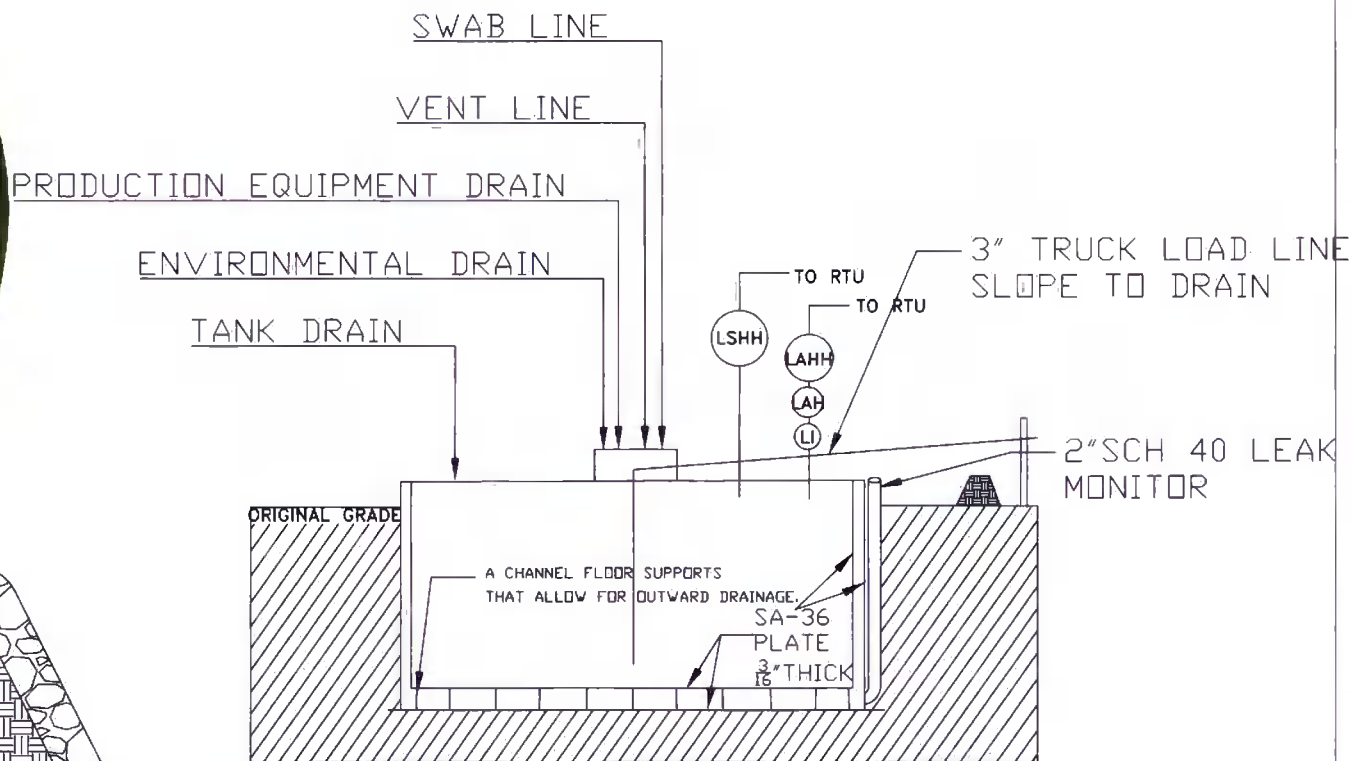 SWAB LINE
VENT LINE
PRODUCTION EQUIPMENT DRAIN
ENVIRONMENTAL DRAIN
TANK DRAIN
TO RTU
TO RTU
3" TRUCK LOAD LINE
SLOPE TO DRAIN
LSHH
LAHH
LAH
LI
2"SCH 40 LEAK
MONITOR
ORIGINAL GRADE
A CHANNEL FLOOR SUPPORTS
THAT ALLOW FOR OUTWARD DRAINAGE.
SA-36
PLATE
3/16"THICK